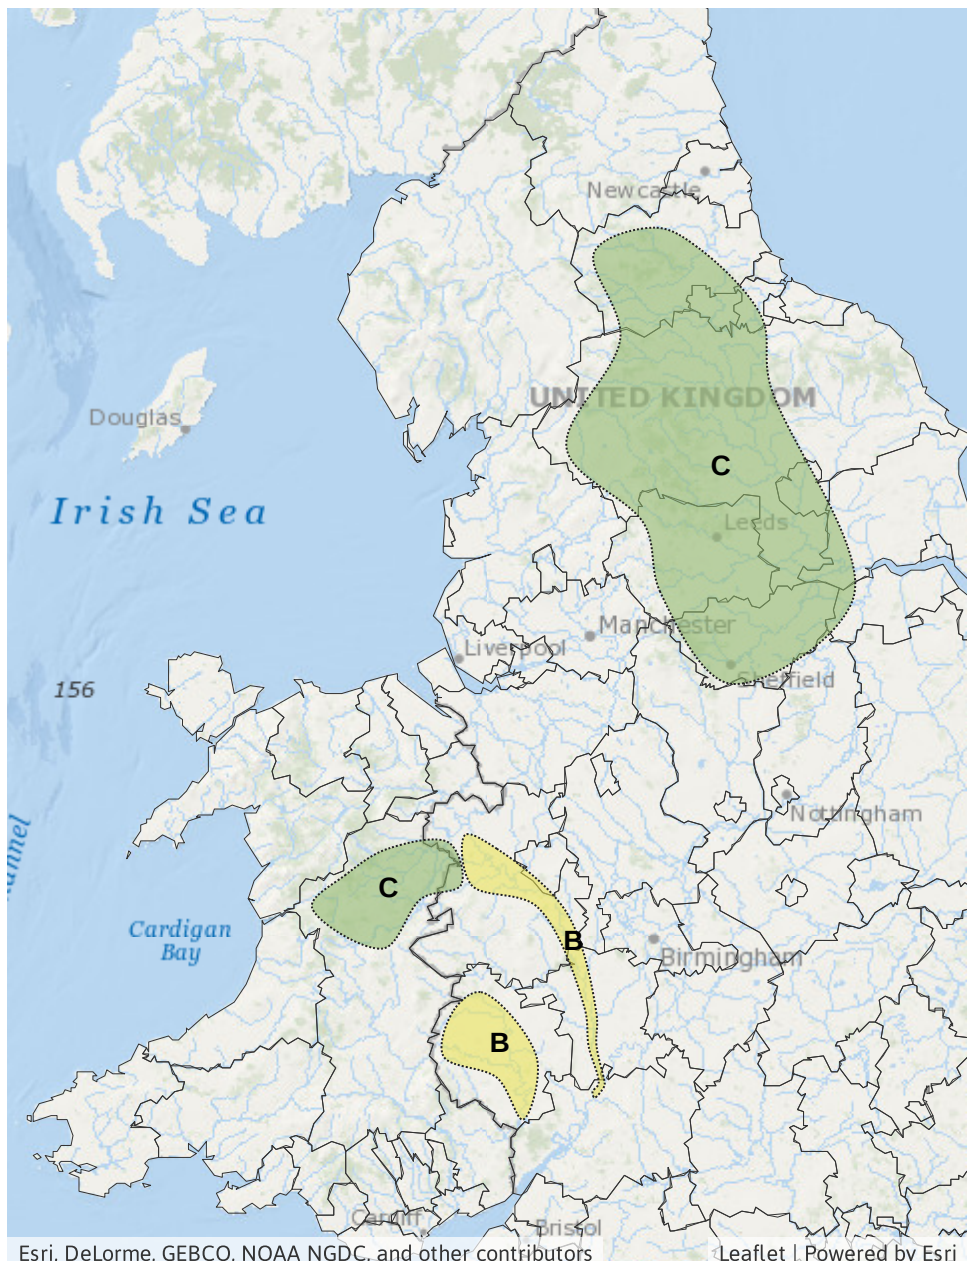 Newcastle
UNITED KINGDOM
Douglas
C
Irish Sea
Leeds
Manchester
Liverpool
Sheffield
156
Nottingham
C
B
Cardigan
Bay
Birmingham
B
Cardiff
Bristol
Esri, DeLorme, GEBCO, NOAA NGDC, and other contributors
Leaflet | Powered by Esri